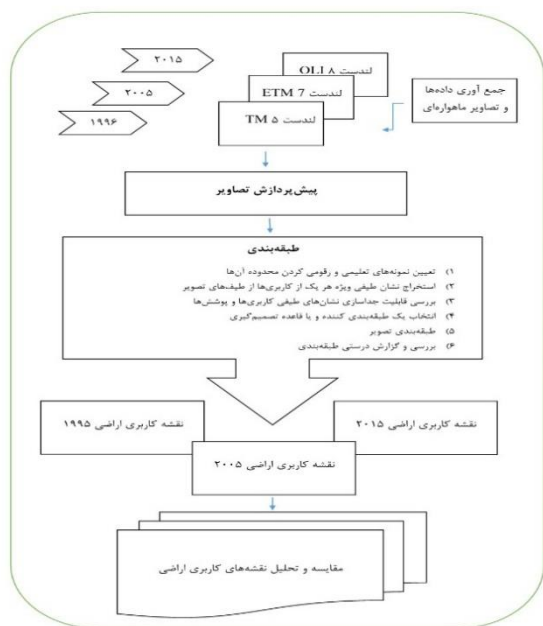 ۲۰۱۵
لندست ۸ OLI
۲۰۰۵
لندست 7 ETM
۱۹۹۶
لندست ۵ TM
جمع آوری داده‌ها
و تصاویر ماهواره‌ای
پیش‌پردازش تصاویر
طبقه‌بندی
۱) تعیین نمونه‌های تعلیمی و رقومی کردن محدوده آن‌ها
۲) استخراج نشان طیفی ویژه هر یک از کاربری‌ها از طیف‌های تصویر
۳) بررسی قابلیت جداسازی نشان‌های طیفی کاربری‌ها و پوشش‌ها
۴) انتخاب یک طبقه‌بندی کننده و یا قاعده تصمیم‌گیری
۵) طبقه‌بندی تصویر
۶) بررسی و گزارش درستی طبقه‌بندی
نقشه کاربری اراضی ۲۰۱۵
نقشه کاربری اراضی ۱۹۹۵
نقشه کاربری اراضی ۲۰۰۵
مقایسه و تحلیل نقشه‌های کاربری اراضی